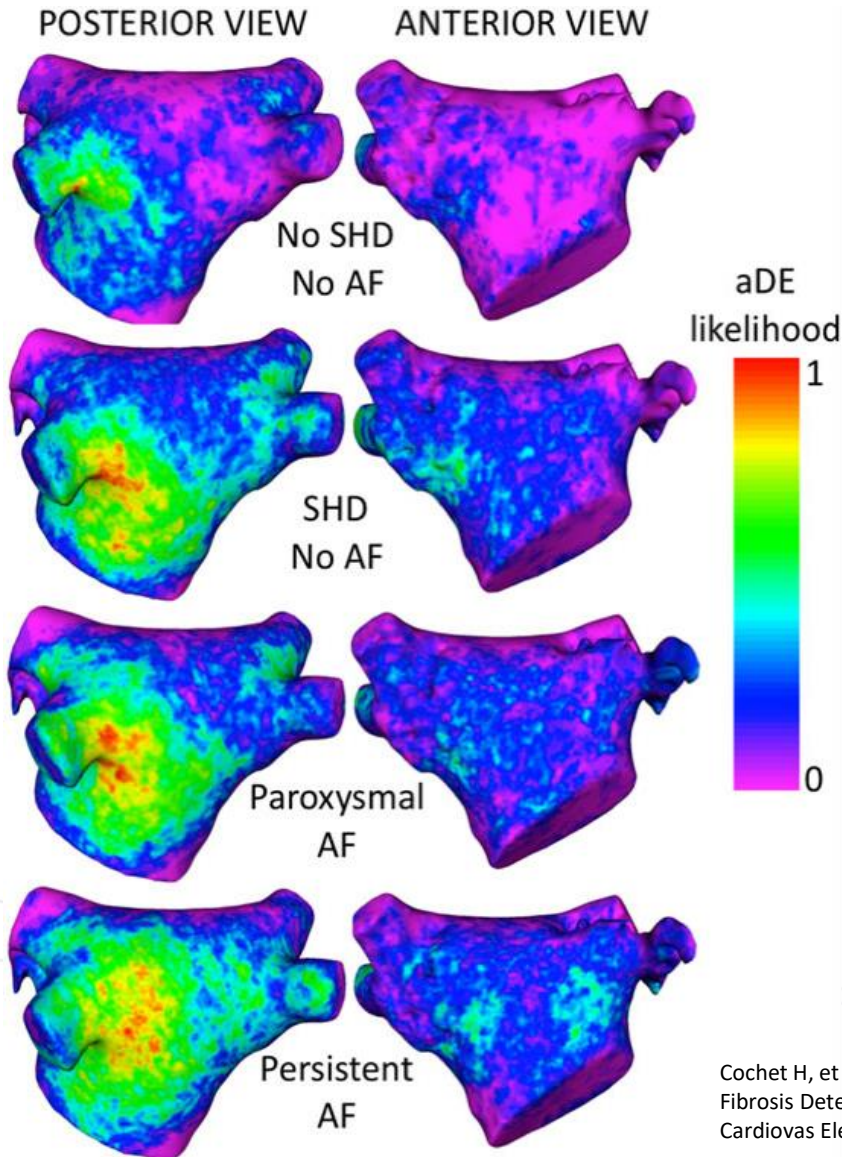 POSTERIOR VIEW
ANTERIOR VIEW
No SHD
No AF
aDE
likelihood
1
0
SHD
No AF
Paroxysmal
AF
Persistent
AF
Cochet H, et
Fibrosis Dete
Cardiovas Ele